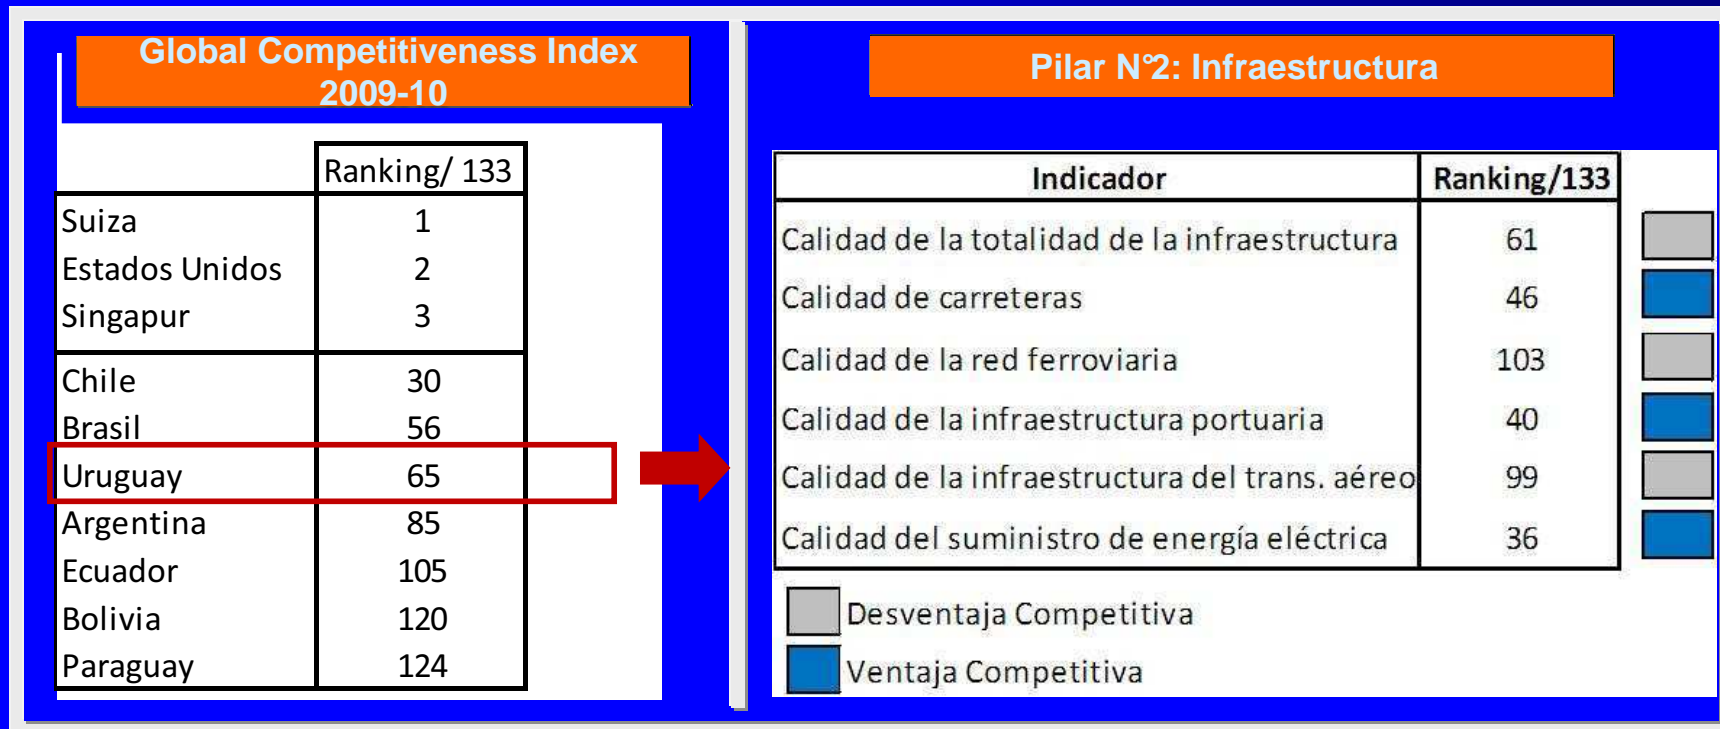 Global Competitiveness Index
2009-10
Ranking/ 133
Suiza 1
Estados Unidos 2
Singapur 3
Chile 30
Brasil 56
Uruguay 65
Argentina 85
Ecuador 105
Bolivia 120
Paraguay 124
Pilar N°2: Infraestructura
Indicador Ranking/133
Calidad de la totalidad de la infraestructura 61
Calidad de carreteras 46
Calidad de la red ferroviaria 103
Calidad de la infraestructura portuaria 40
Calidad de la infraestructura del trans. aéreo 99
Calidad del suministro de energía eléctrica 36
Desventaja Competitiva
Ventaja Competitiva